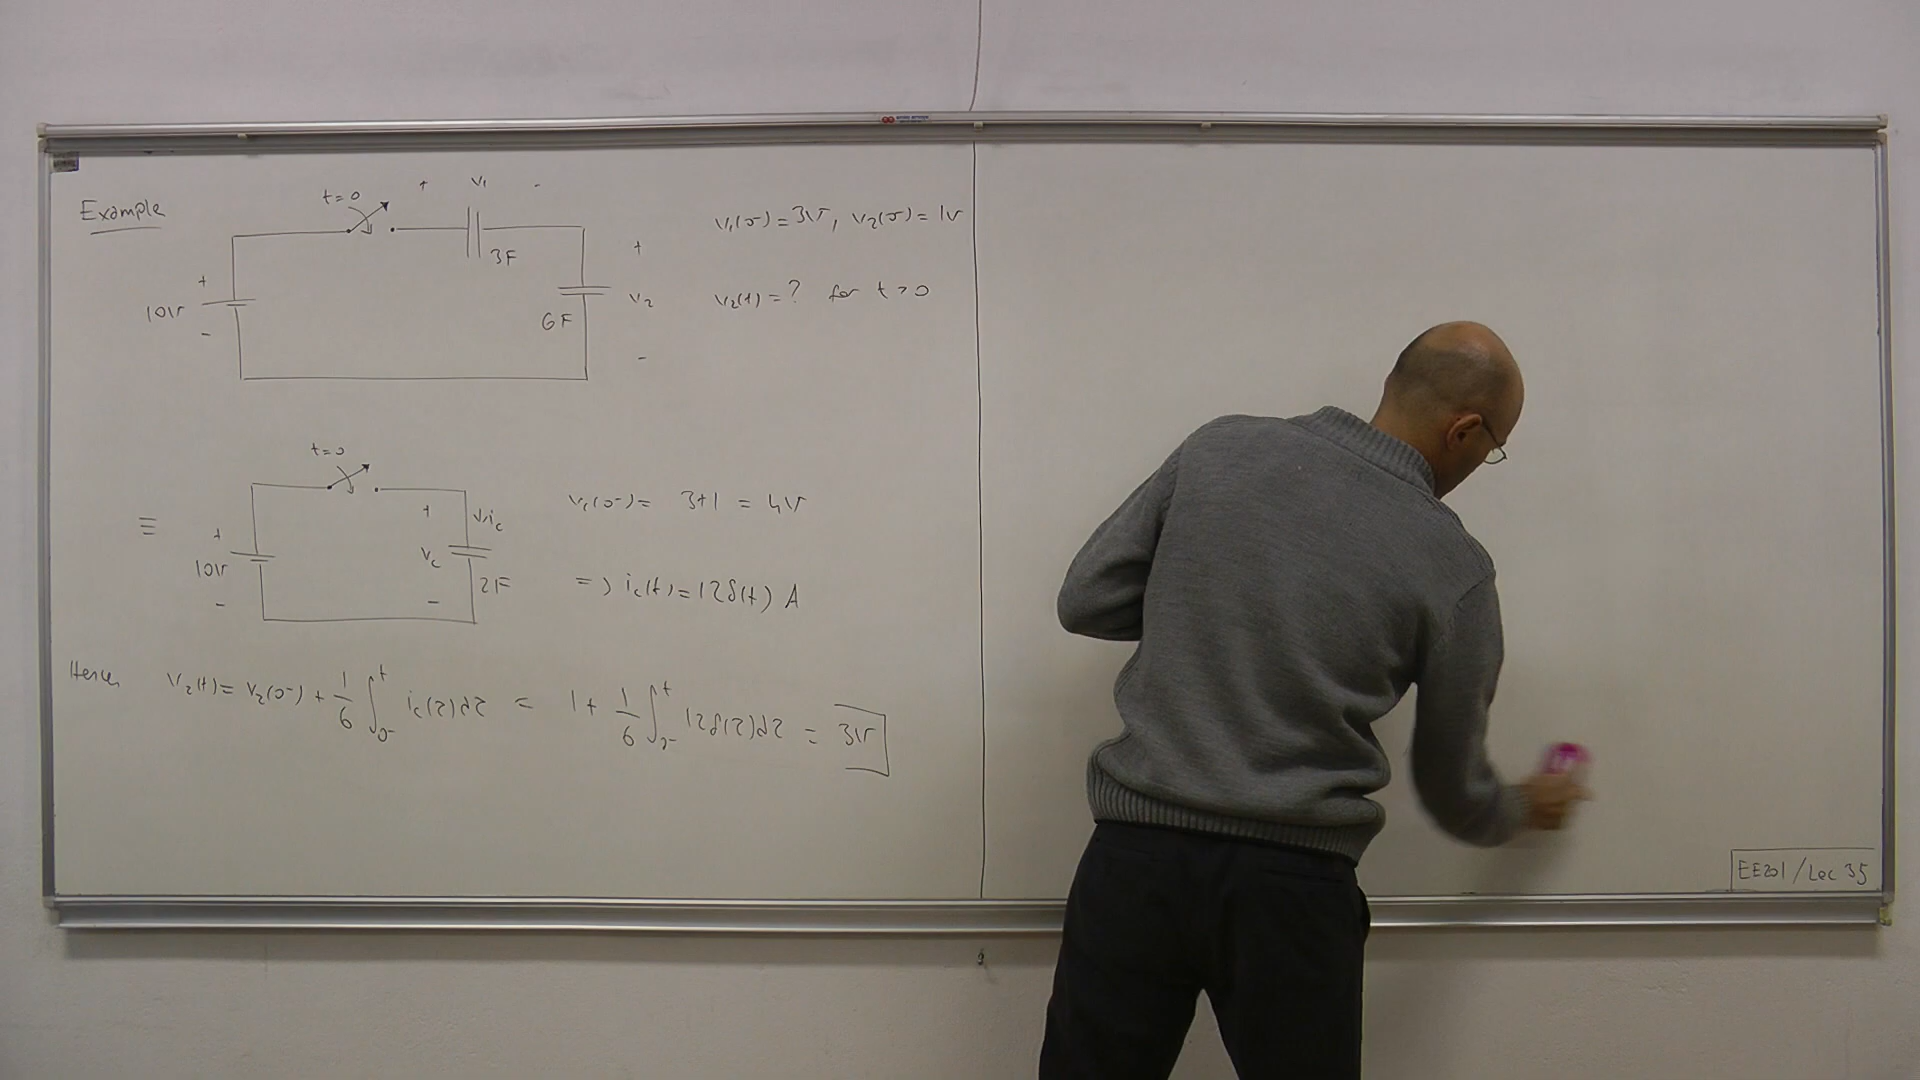 Example
t=0
+ v1 -
3F
+ 10V -
6F
+ v2 -
v1(0-)=3V, v2(0-)=1V
v2(t)=? for t>0
≡
t=0
+ 10V -
+ vc -
ic
2F
vc(0-)= 3+1 = 4V
=> ic(t)=12δ(t) A
Hence v2(t)= v2(0-) + 1/6 ∫0-^t ic(τ)dτ = 1+ 1/6 ∫0-^t 12δ(τ)dτ = 3V
EE201/Lec 35